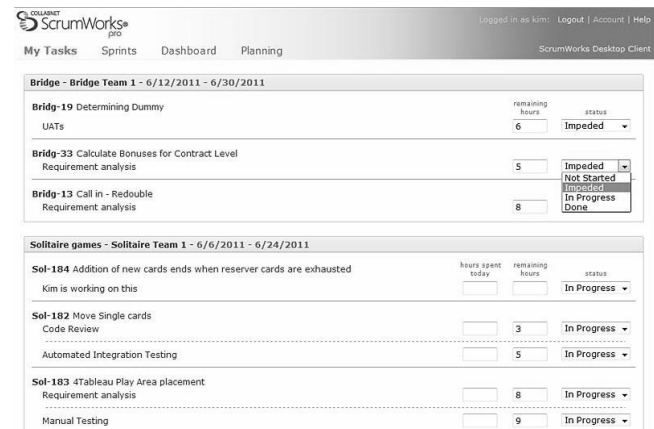 COLLABNET
ScrumWorks®
pro
Logged in as kim: Logout | Account | Help
My Tasks Sprints Dashboard Planning
ScrumWorks Desktop Client
Bridge - Bridge Team 1 - 6/12/2011 - 6/30/2011
Bridg-19 Determining Dummy
remaining hours status
UATs 6 Impeded
Bridg-33 Calculate Bonuses for Contract Level
Requirement analysis 5 Impeded
Not Started
Impeded
In Progress
Done
Bridg-13 Call in - Redouble
Requirement analysis 8
Solitaire games - Solitaire Team 1 - 6/6/2011 - 6/24/2011
Sol-184 Addition of new cards ends when reserver cards are exhausted
hours spent today remaining hours status
Kim is working on this In Progress
Sol-182 Move Single cards
Code Review 3 In Progress
Automated Integration Testing 5 In Progress
Sol-183 4Tableau Play Area placement
Requirement analysis 8 In Progress
Manual Testing 9 In Progress